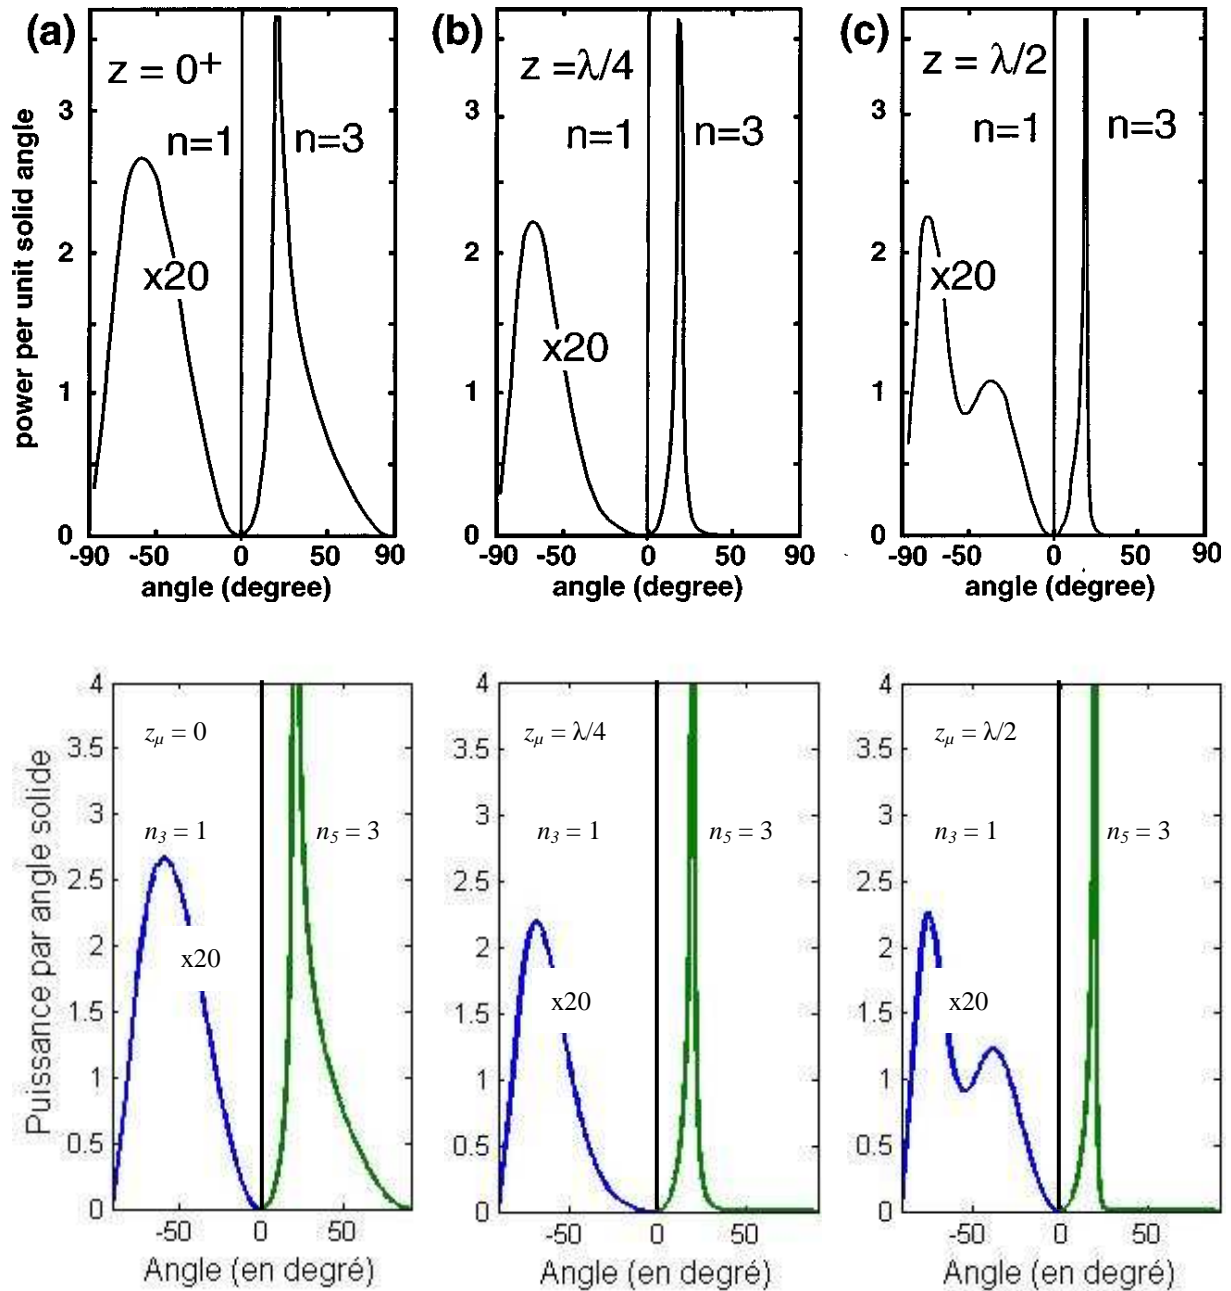 (a)
z = 0⁺
n=1
n=3
x20
3
2
1
0
-90
-50
0
50
90
angle (degree)
power per unit solid angle
(b)
z =λ/4
n=1
n=3
x20
3
2
1
0
-90
-50
0
50
90
angle (degree)
(c)
z = λ/2
n=1
n=3
x20
3
2
1
0
-90
-50
0
50
90
angle (degree)
Puissance par angle solide
4
3.5
3
2.5
2
1.5
1
0.5
0
z_μ = 0
n₃ = 1
n₅ = 3
x20
-50
0
50
Angle (en degré)
4
3.5
3
2.5
2
1.5
1
0.5
0
z_μ = λ/4
n₃ = 1
n₅ = 3
x20
-50
0
50
Angle (en degré)
4
3.5
3
2.5
2
1.5
1
0.5
0
z_μ = λ/2
n₃ = 1
n₅ = 3
x20
-50
0
50
Angle (en degré)